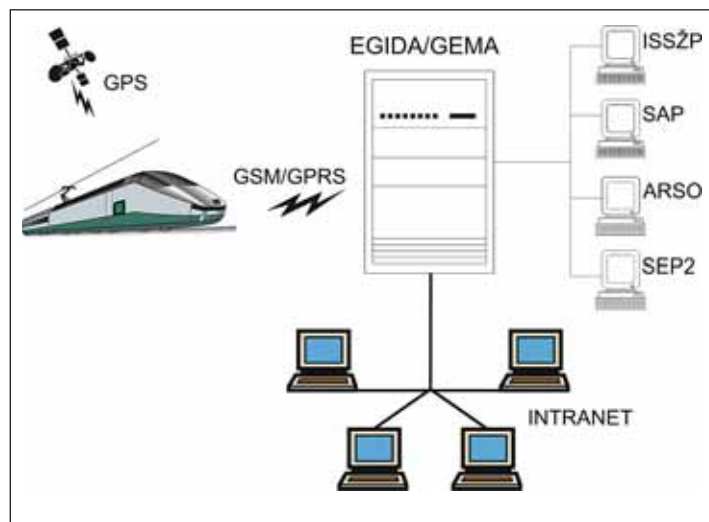 EGIDA/GEMA
ISSŽP
GPS
SAP
GSM/GPRS
ARSO
SEP2
INTRANET